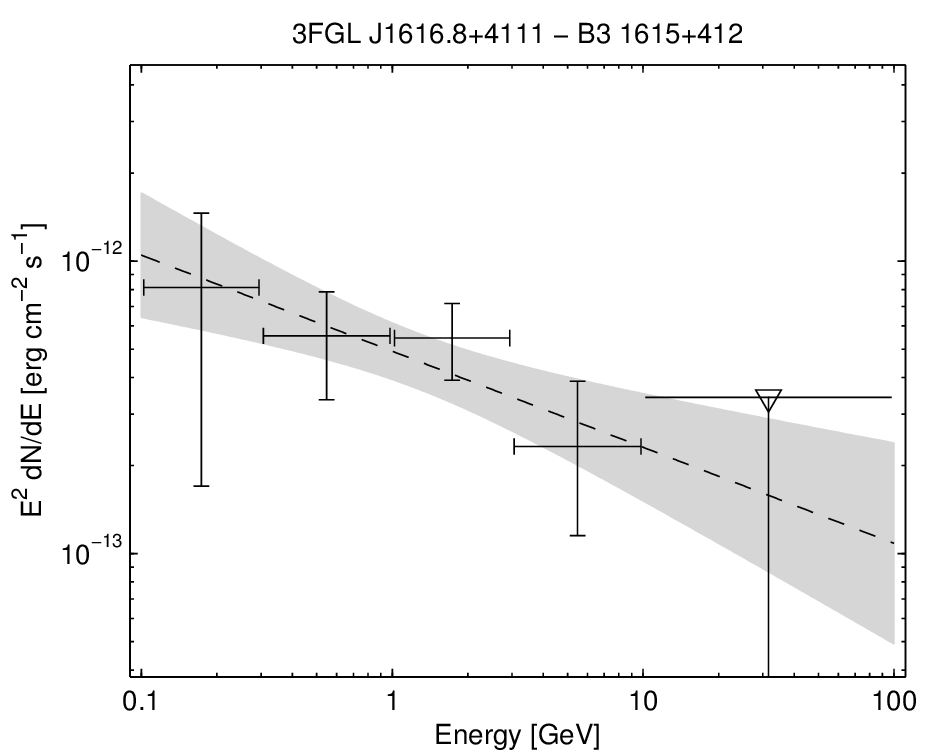 3FGL J1616.8+4111 − B3 1615+412
E² dN/dE [erg cm⁻² s⁻¹]
10⁻¹²
10⁻¹³
0.1 1 10 100
Energy [GeV]